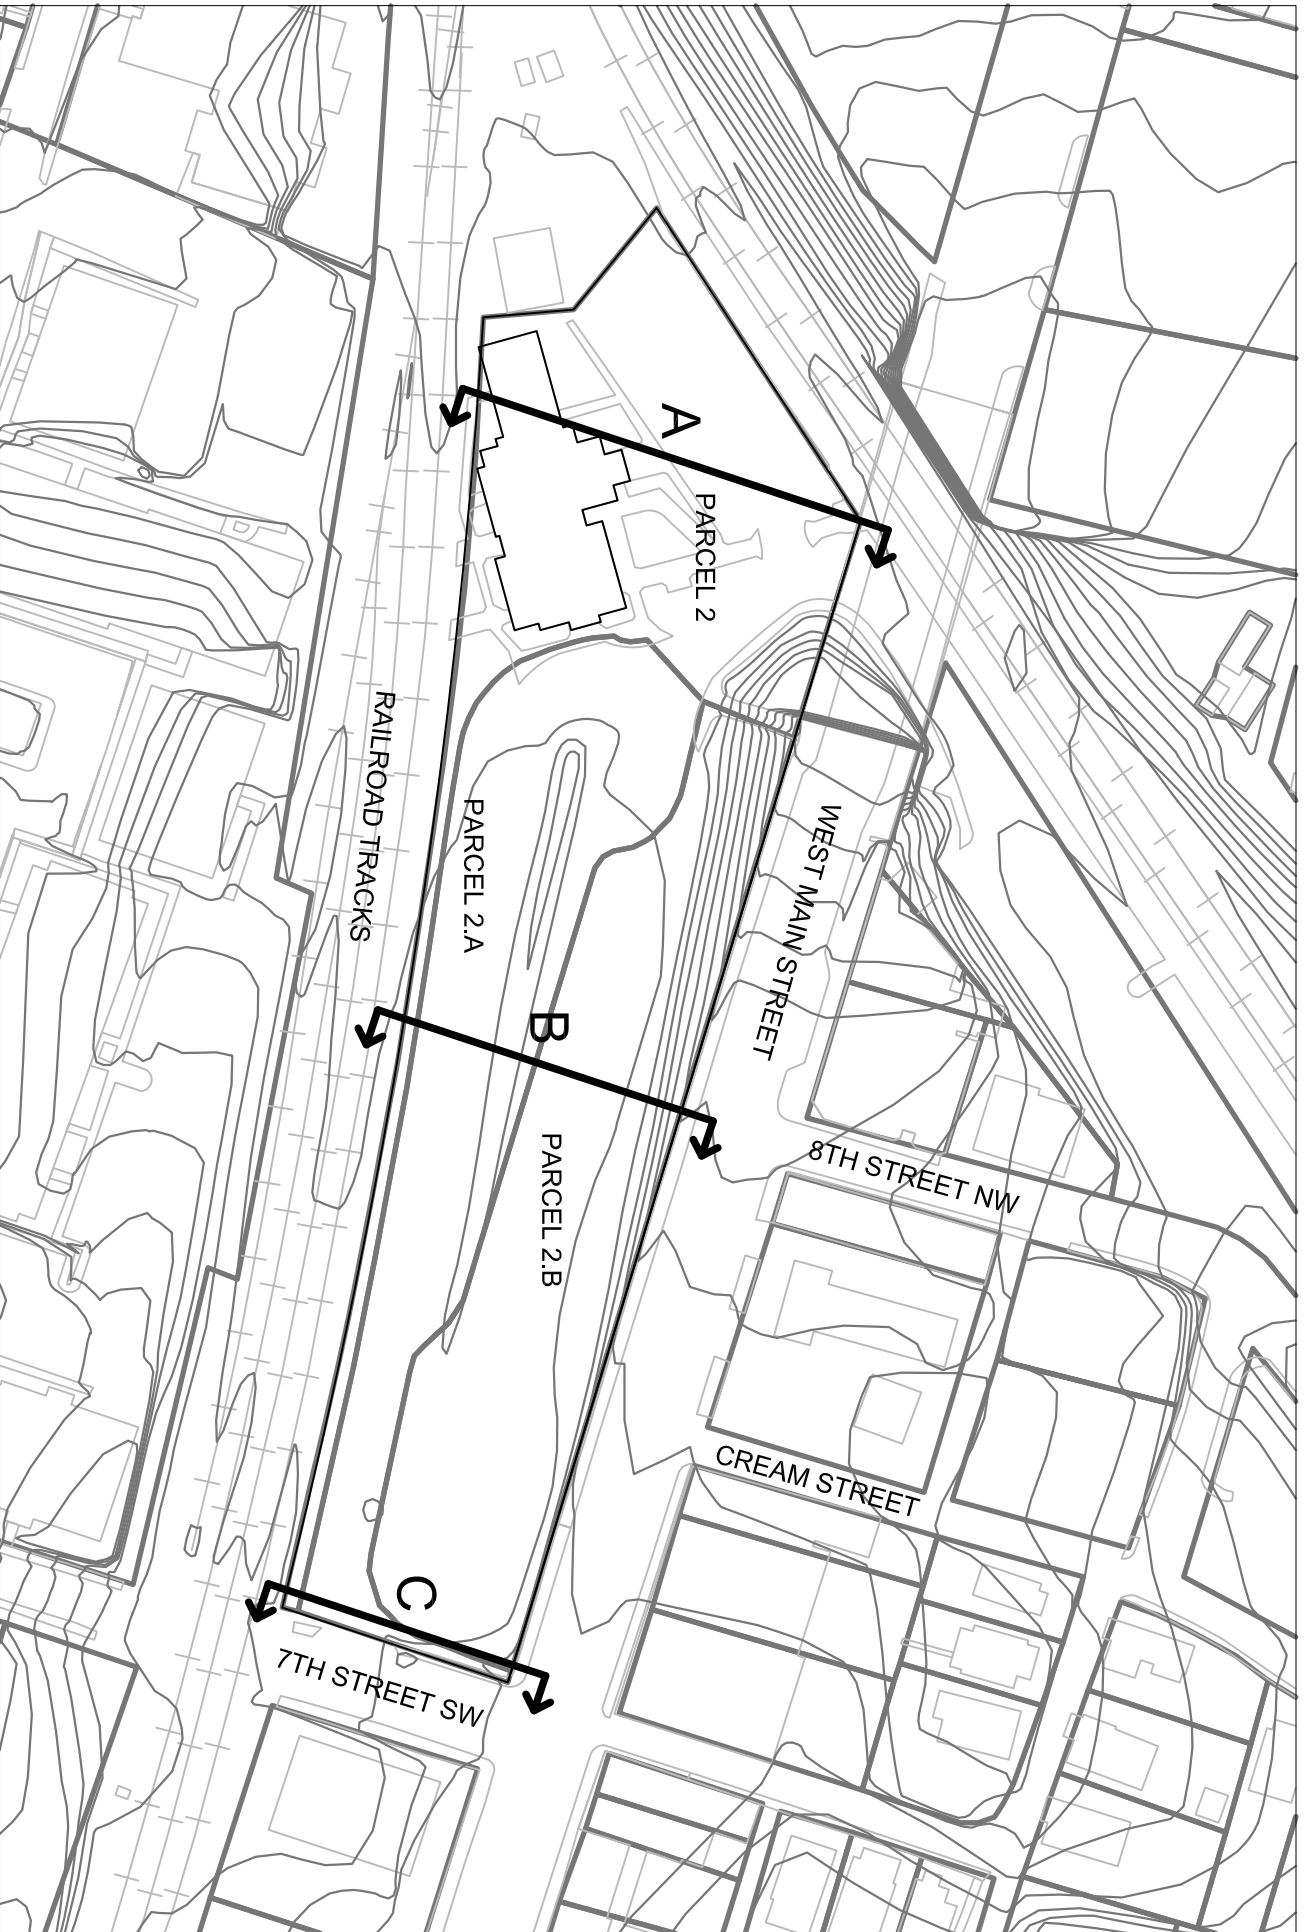 A
PARCEL 2
RAILROAD TRACKS
PARCEL 2.A
WEST MAIN STREET
B
PARCEL 2.B
8TH STREET NW
CREAM STREET
C
7TH STREET SW